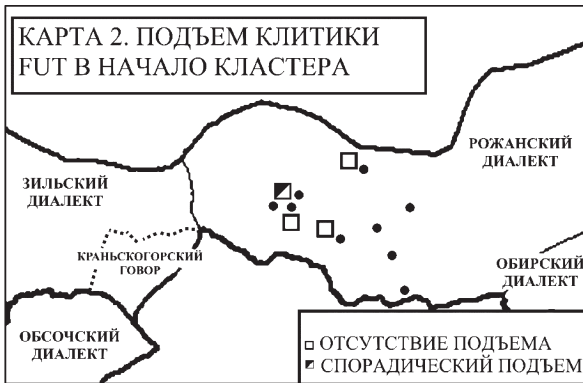 КАРТА 2. ПОДЪЕМ КЛИТИКИ
FUT В НАЧАЛО КЛАСТЕРА
РОЖАНСКИЙ
ДИАЛЕКТ
ЗИЛЬСКИЙ
ДИАЛЕКТ
КРАНЬСКОГОРСКИЙ
ГОВОР
ОБИРСКИЙ
ДИАЛЕКТ
ОБСОЧСКИЙ
ДИАЛЕКТ
ОТСУТСТВИЕ ПОДЪЕМА
СПОРАДИЧЕСКИЙ ПОДЪЕМ